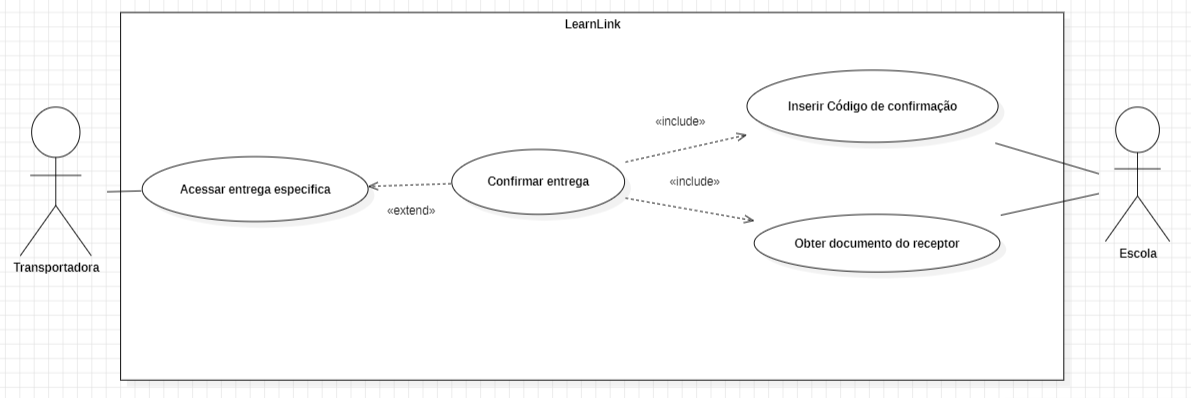 LearnLink
Inserir Código de confirmação
«include»
Confirmar entrega
«include»
Acessar entrega especifica
«extend»
Obter documento do receptor
Transportadora
Escola